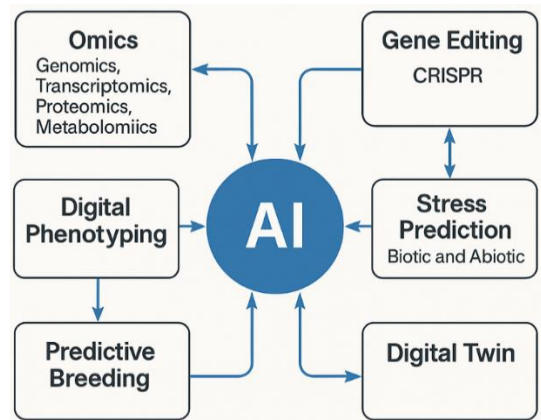 Omics
Genomics,
Transcriptomics,
Proteomics,
Metabolomiics
Gene Editing
CRISPR
Digital
Phenotyping
AI
Stress
Prediction
Biotic and Abiotic
Predictive
Breeding
Digital Twin